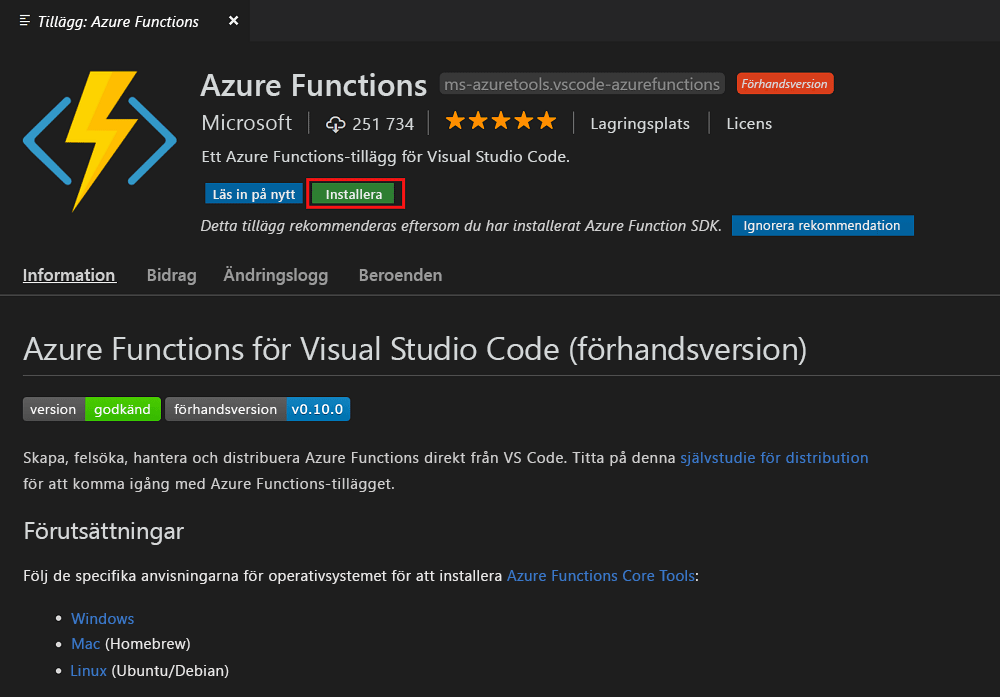 Tillägg: Azure Functions
Azure Functions ms-azuretools.vscode-azurefunctions Förhandsversion
Microsoft 251 734 Lagringsplats Licens
Ett Azure Functions-tillägg för Visual Studio Code.
Läs in på nytt Installera
Detta tillägg rekommenderas eftersom du har installerat Azure Function SDK. Ignorera rekommendation
Information Bidrag Ändringslogg Beroenden
Azure Functions för Visual Studio Code (förhandsversion)
version godkänd förhandsversion v0.10.0
Skapa, felsöka, hantera och distribuera Azure Functions direkt från VS Code. Titta på denna självstudie för distribution
för att komma igång med Azure Functions-tillägget.
Förutsättningar
Följ de specifika anvisningarna för operativsystemet för att installera Azure Functions Core Tools:
• Windows
• Mac (Homebrew)
• Linux (Ubuntu/Debian)